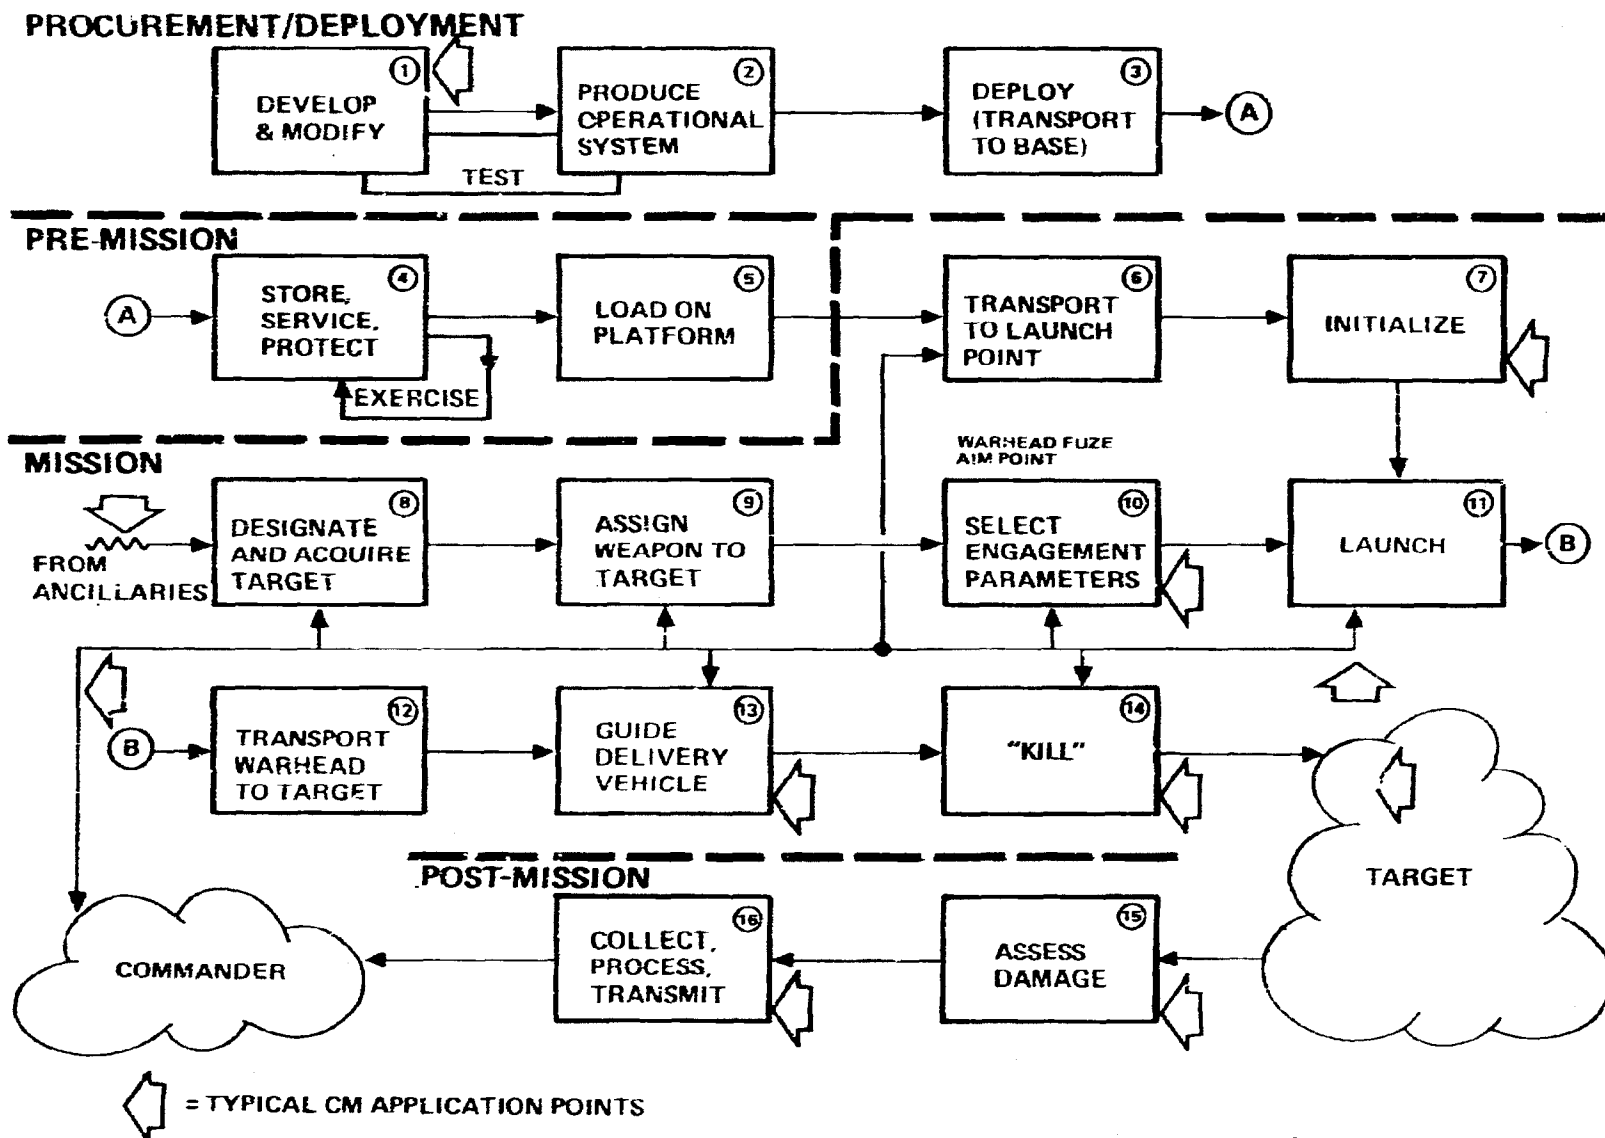 PROCUREMENT/DEPLOYMENT
1
DEVELOP
& MODIFY
2
PRODUCE
OPERATIONAL
SYSTEM
3
DEPLOY
(TRANSPORT
TO BASE)
A
TEST
PRE-MISSION
A
4
STORE,
SERVICE,
PROTECT
EXERCISE
5
LOAD ON
PLATFORM
6
TRANSPORT
TO LAUNCH
POINT
7
INITIALIZE
MISSION
FROM
ANCILLARIES
8
DESIGNATE
AND ACQUIRE
TARGET
9
ASSIGN
WEAPON TO
TARGET
WARHEAD FUZE
AIM POINT
10
SELECT
ENGAGEMENT
PARAMETERS
11
LAUNCH
B
B
12
TRANSPORT
WARHEAD
TO TARGET
13
GUIDE
DELIVERY
VEHICLE
14
"KILL"
TARGET
POST-MISSION
COMMANDER
16
COLLECT,
PROCESS,
TRANSMIT
15
ASSESS
DAMAGE
= TYPICAL CM APPLICATION POINTS